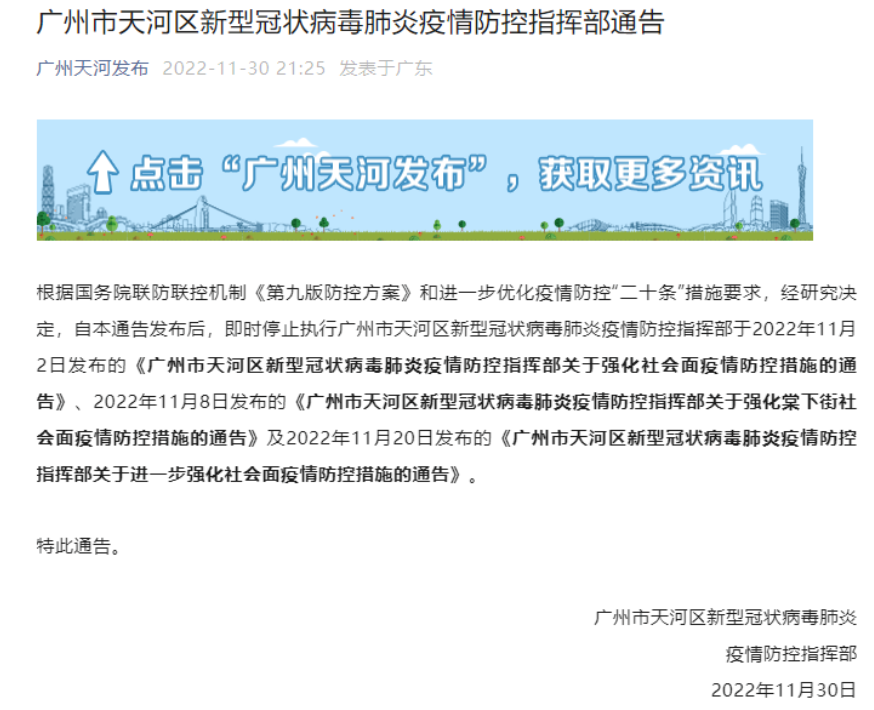 广州市天河区新型冠状病毒肺炎疫情防控指挥部通告
广州天河发布 2022-11-30 21:25 发表于广东
点击“广州天河发布”，获取更多资讯
根据国务院联防联控机制《第九版防控方案》和进一步优化疫情防控“二十条”措施要求，经研究决
定，自本通告发布后，即时停止执行广州市天河区新型冠状病毒肺炎疫情防控指挥部于2022年11月
2日发布的《广州市天河区新型冠状病毒肺炎疫情防控指挥部关于强化社会面疫情防控措施的通
告》、2022年11月8日发布的《广州市天河区新型冠状病毒肺炎疫情防控指挥部关于强化棠下街社
会面疫情防控措施的通告》及2022年11月20日发布的《广州市天河区新型冠状病毒肺炎疫情防控
指挥部关于进一步强化社会面疫情防控措施的通告》。
特此通告。
广州市天河区新型冠状病毒肺炎
疫情防控指挥部
2022年11月30日